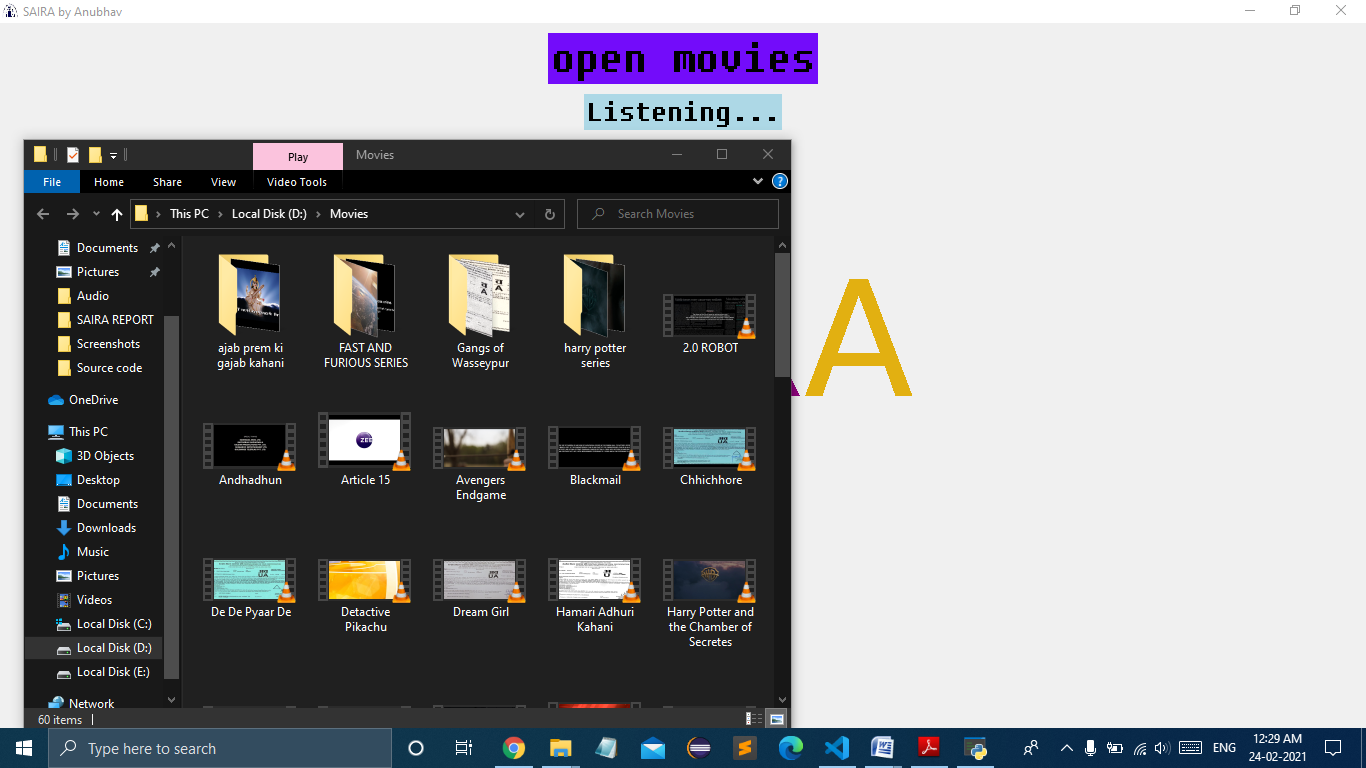 SAIRA by Anubhav
open movies
Listening...
Play
Movies
File
Home
Share
View
Video Tools
This PC
Local Disk (D:)
Movies
Search Movies
Documents
Pictures
Audio
SAIRA REPORT
Screenshots
Source code
OneDrive
This PC
3D Objects
Desktop
Documents
Downloads
Music
Pictures
Videos
Local Disk (C:)
Local Disk (D:)
Local Disk (E:)
Network
ajab prem ki
gajab kahani
FAST AND
FURIOUS SERIES
Gangs of
Wasseypur
harry potter
series
2.0 ROBOT
Andhadhun
Article 15
Avengers
Endgame
Blackmail
Chhichhore
De De Pyaar De
Detactive
Pikachu
Dream Girl
Hamari Adhuri
Kahani
Harry Potter and
the Chamber of
Secretes
A
60 items
Type here to search
ENG
12:29 AM
24-02-2021